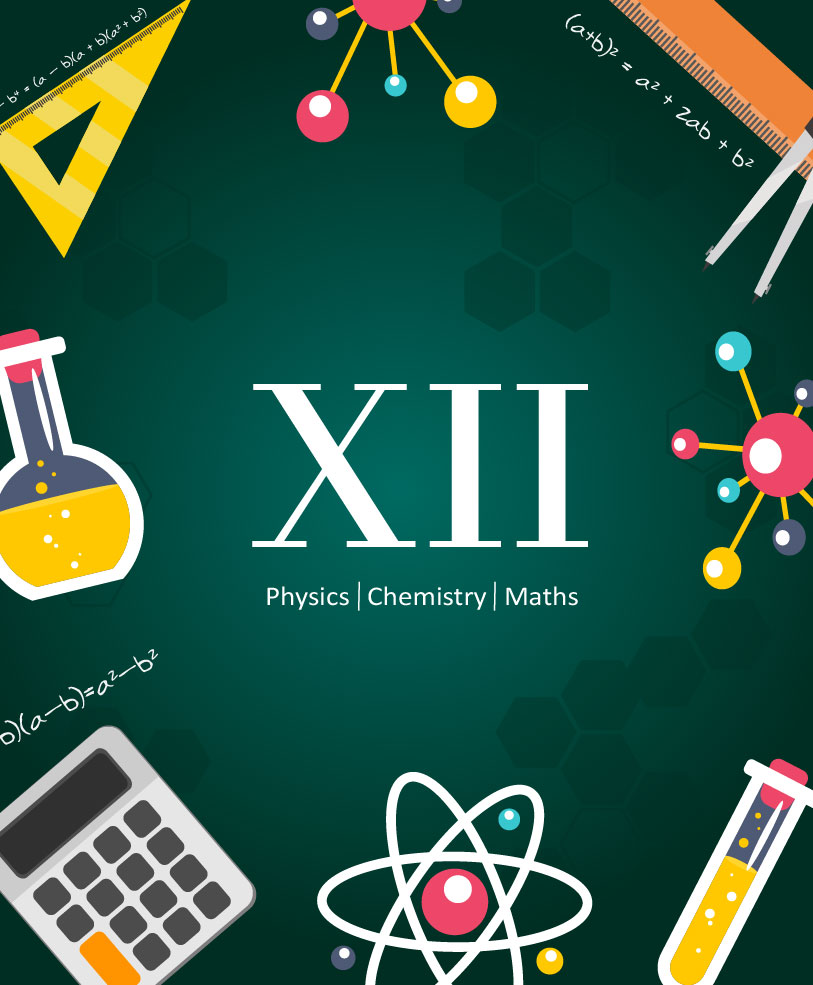 - b⁴ = (a - b)(a + b)(a² + b²)
(a+b)² = a² + 2ab + b²
XII
Physics | Chemistry | Maths
b)(a-b)=a²-b²